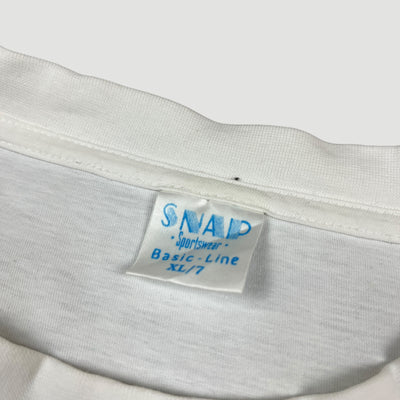 SNAP
• Sportswear •
Basic - Line
XL/7